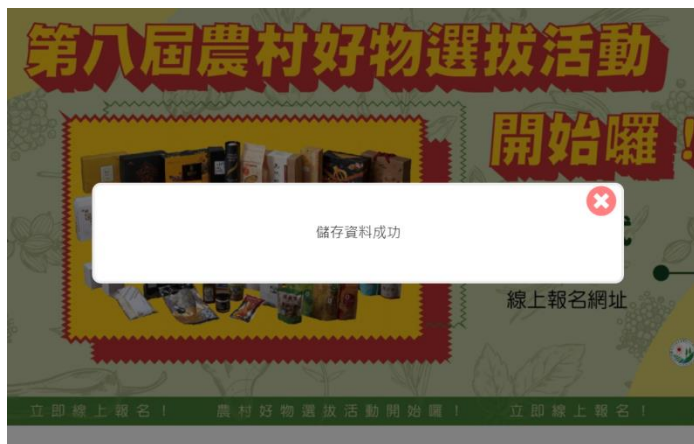 第八屆農村好物選拔活動
開始囉！
儲存資料成功
線上報名網址
立即線上報名！ 農村好物選拔活動開始囉！ 立即線上報名！